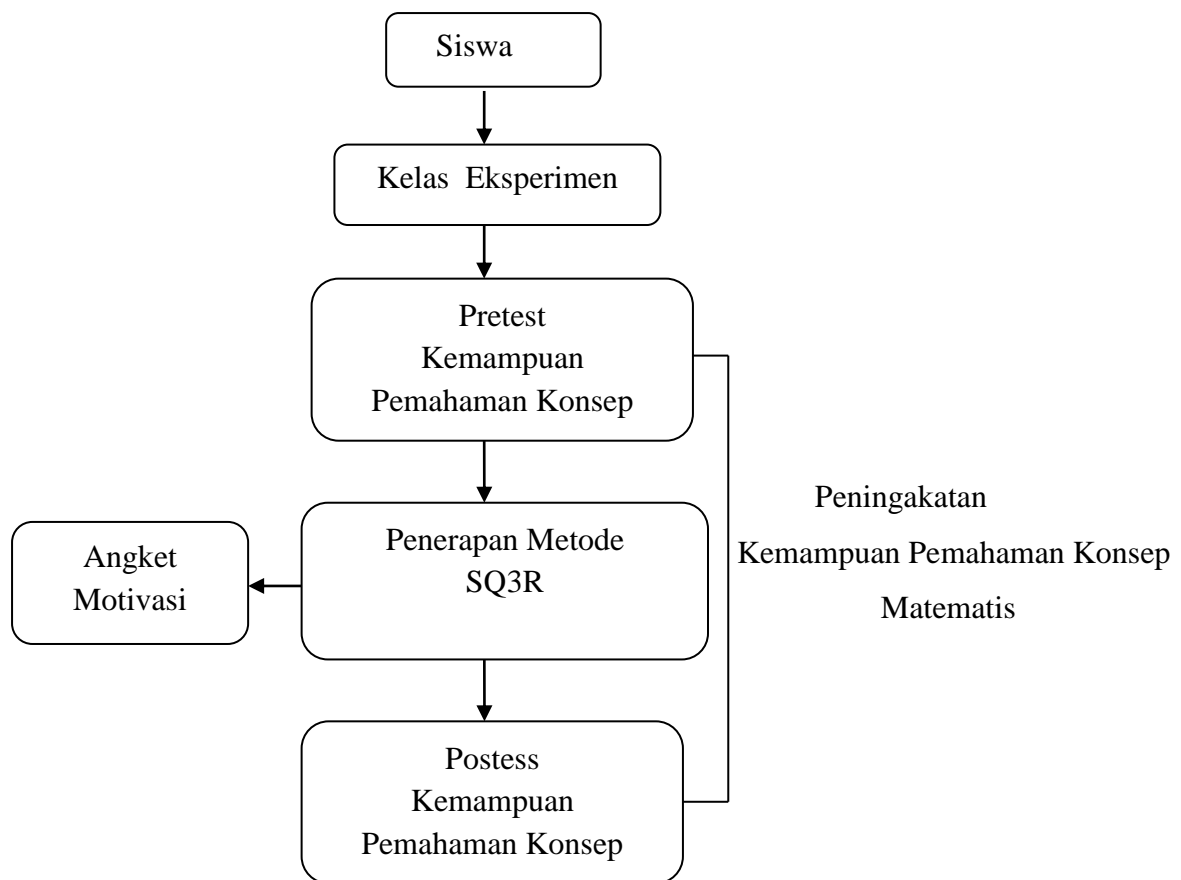 Siswa
Kelas Eksperimen
Pretest
Kemampuan
Pemahaman Konsep
Peningakatan
Kemampuan Pemahaman Konsep
Matematis
Penerapan Metode
SQ3R
Angket
Motivasi
Postess
Kemampuan
Pemahaman Konsep